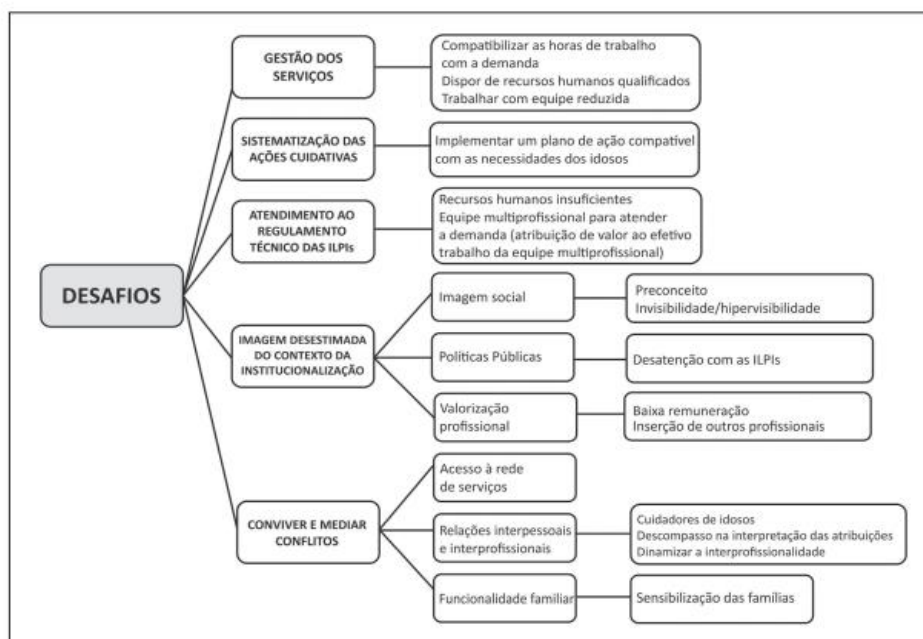 DESAFIOS
GESTÃO DOS
SERVIÇOS
Compatibilizar as horas de trabalho
com a demanda
Dispor de recursos humanos qualificados
Trabalhar com equipe reduzida
SISTEMATIZAÇÃO DAS
AÇÕES CUIDATIVAS
Implementar um plano de ação compatível
com as necessidades dos idosos
ATENDIMENTO AO
REGULAMENTO
TÉCNICO DAS ILPIs
Recursos humanos insuficientes
Equipe multiprofissional para atender
a demanda (atribuição de valor ao efetivo
trabalho da equipe multiprofissional)
IMAGEM DESESTIMADA
DO CONTEXTO DA
INSTITUCIONALIZAÇÃO
Imagem social
Preconceito
Invisibilidade/hipervisibilidade
Políticas Públicas
Desatenção com as ILPIs
Valorização
profissional
Baixa remuneração
Inserção de outros profissionais
CONVIVER E MEDIAR
CONFLITOS
Acesso à rede
de serviços
Relações interpessoais
e interprofissionais
Cuidadores de idosos
Descompasso na interpretação das atribuições
Dinamizar a interprofissionalidade
Funcionalidade familiar
Sensibilização das famílias